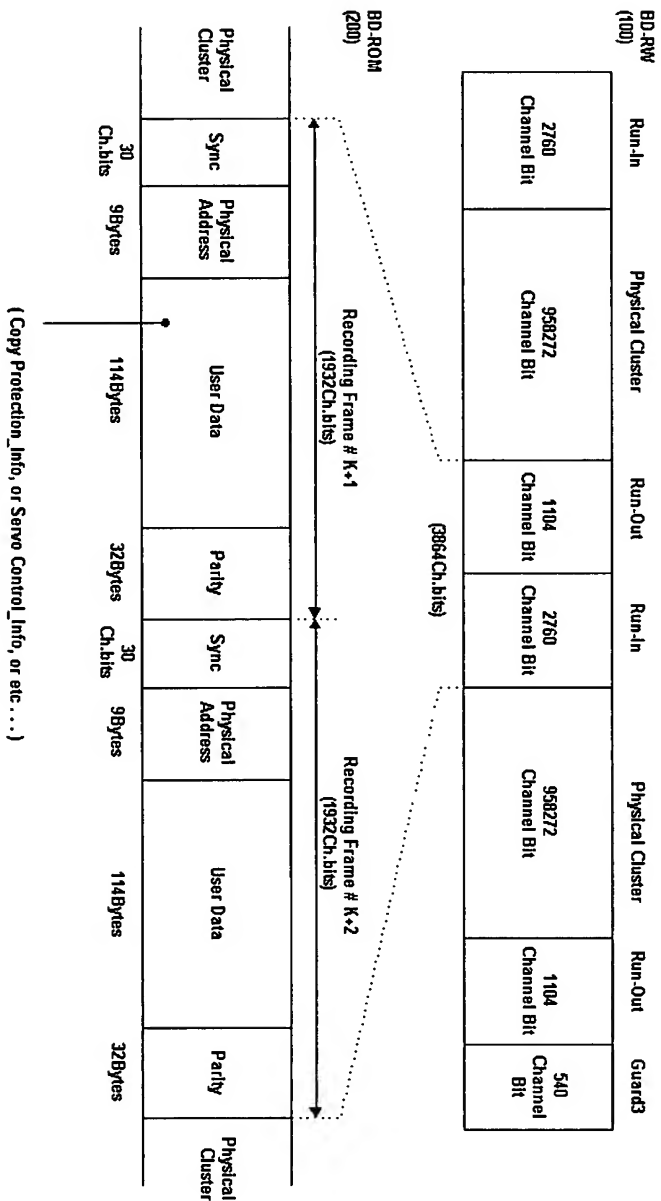 BD-RW
(100)
Run-In
Physical Cluster
Run-Out
Run-In
Physical Cluster
Run-Out
Guard3
2760
Channel Bit
958272
Channel Bit
1104
Channel Bit
2760
Channel Bit
958272
Channel Bit
1104
Channel Bit
540
Channel
Bit
(3864Ch.bits)
BD-ROM
(200)
Recording Frame # K+1
(1932Ch.bits)
Recording Frame # K+2
(1932Ch.bits)
Physical
Cluster
Sync
Physical
Address
User Data
Parity
Sync
Physical
Address
User Data
Parity
Physical
Cluster
30
Ch.bits
9Bytes
114Bytes
32Bytes
30
Ch.bits
9Bytes
114Bytes
32Bytes
( Copy Protection_Info, or Servo Control_Info, or etc . . . )